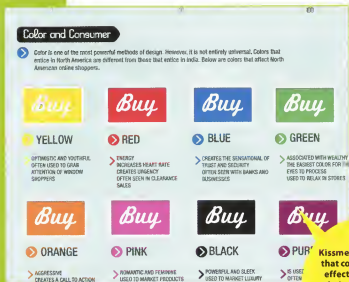 Color and Consumer
Color is one of the most powerful methods of design. However, it is not entirely universal. Colors that
entice in North America are different from those that entice in India. Below are colors that affect North
American online shoppers.
Buy
Buy
Buy
Buy
YELLOW
RED
BLUE
GREEN
OPTIMISTIC AND YOUTHFUL
OFTEN USED TO GRAB
ATTENTION OF WINDOW
SHOPPERS
ENERGY
INCREASES HEART RATE
CREATES URGENCY
OFTEN SEEN IN CLEARANCE
SALES
CREATES THE SENSATIONAL OF
TRUST AND SECURITY
OFTEN SEEN WITH BANKS AND
BUSINESSES
ASSOCIATED WITH WEALTHY
THE EASIEST COLOR FOR THE
EYES TO PROCESS
USED TO RELAX IN STORES
Buy
Buy
Buy
Buy
ORANGE
PINK
BLACK
PUR
AGGRESSIVE
CREATES A CALL TO ACTION
ROMANTIC AND FEMININE
USED TO MARKET PRODUCTS
POWERFUL AND SLEEK
USED TO MARKET LUXURY
IS USED
OFTEN
Kissme
that co
effect